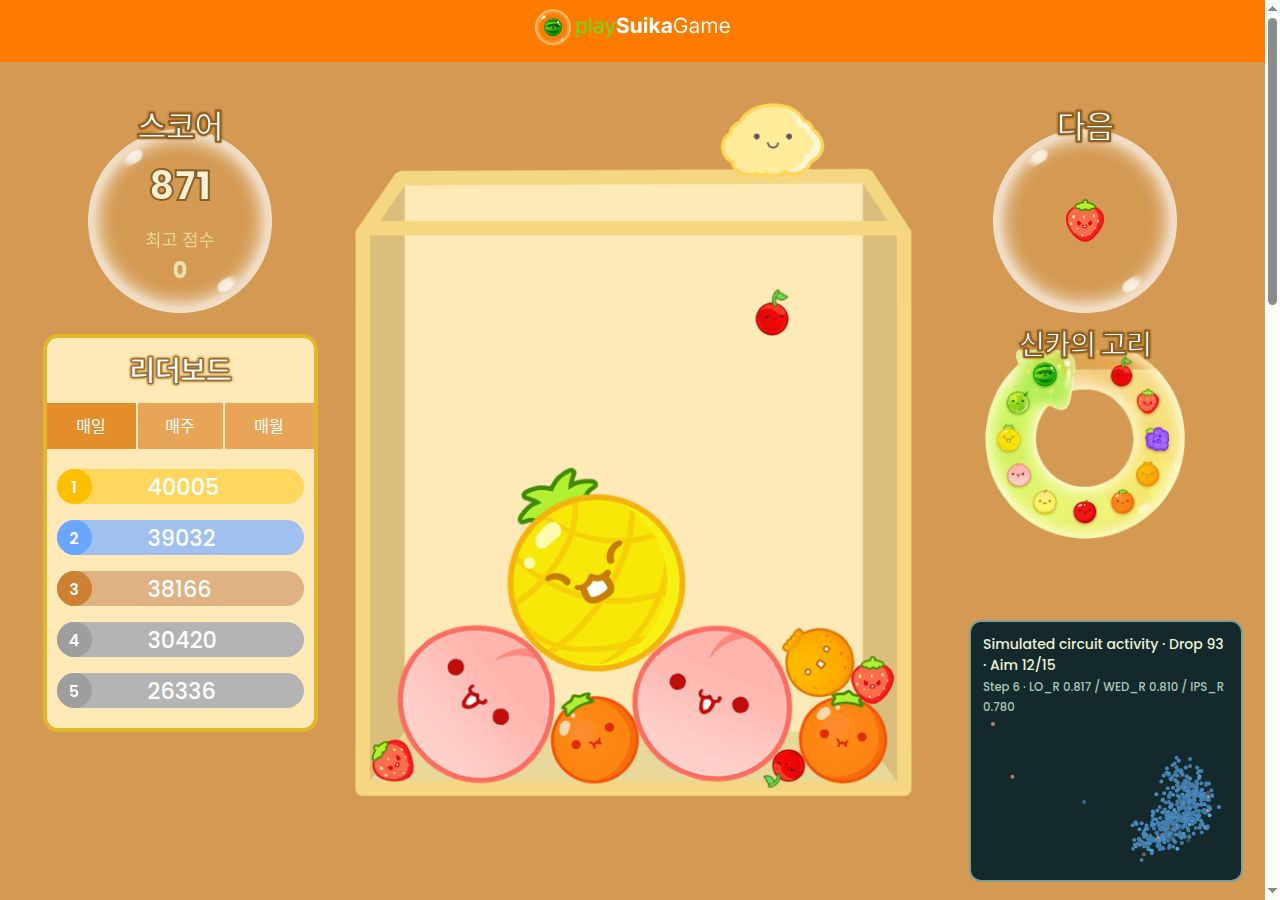 playSuikaGame
스코어
871
최고 점수
0
리더보드
매일
매주
매월
1
40005
2
39032
3
38166
4
30420
5
26336
다음
신카의 고리
Simulated circuit activity · Drop 93
· Aim 12/15
Step 6 · LO_R 0.817 / WED_R 0.810 / IPS_R
0.780